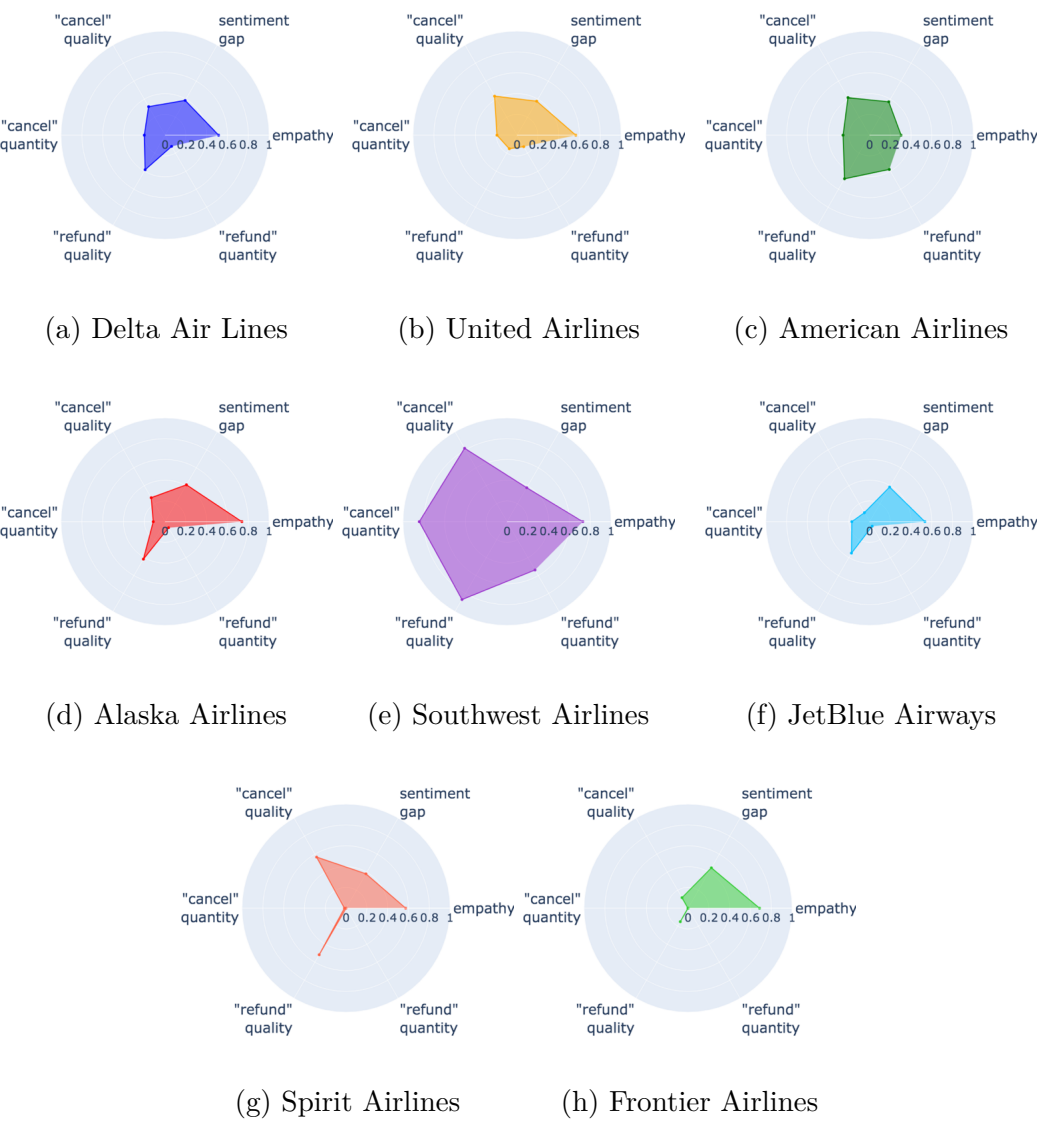 "cancel"
quality
sentiment
gap
"cancel"
quantity
empathy
0 0.2 0.4 0.6 0.8 1
"refund"
quality
"refund"
quantity
(a) Delta Air Lines
"cancel"
quality
sentiment
gap
"cancel"
quantity
empathy
0 0.2 0.4 0.6 0.8 1
"refund"
quality
"refund"
quantity
(b) United Airlines
"cancel"
quality
sentiment
gap
"cancel"
quantity
empathy
0 0.2 0.4 0.6 0.8 1
"refund"
quality
"refund"
quantity
(c) American Airlines
"cancel"
quality
sentiment
gap
"cancel"
quantity
empathy
0 0.2 0.4 0.6 0.8 1
"refund"
quality
"refund"
quantity
(d) Alaska Airlines
"cancel"
quality
sentiment
gap
"cancel"
quantity
empathy
0 0.2 0.4 0.6 0.8 1
"refund"
quality
"refund"
quantity
(e) Southwest Airlines
"cancel"
quality
sentiment
gap
"cancel"
quantity
empathy
0 0.2 0.4 0.6 0.8 1
"refund"
quality
"refund"
quantity
(f) JetBlue Airways
"cancel"
quality
sentiment
gap
"cancel"
quantity
empathy
0 0.2 0.4 0.6 0.8 1
"refund"
quality
"refund"
quantity
(g) Spirit Airlines
"cancel"
quality
sentiment
gap
"cancel"
quantity
empathy
0 0.2 0.4 0.6 0.8 1
"refund"
quality
"refund"
quantity
(h) Frontier Airlines